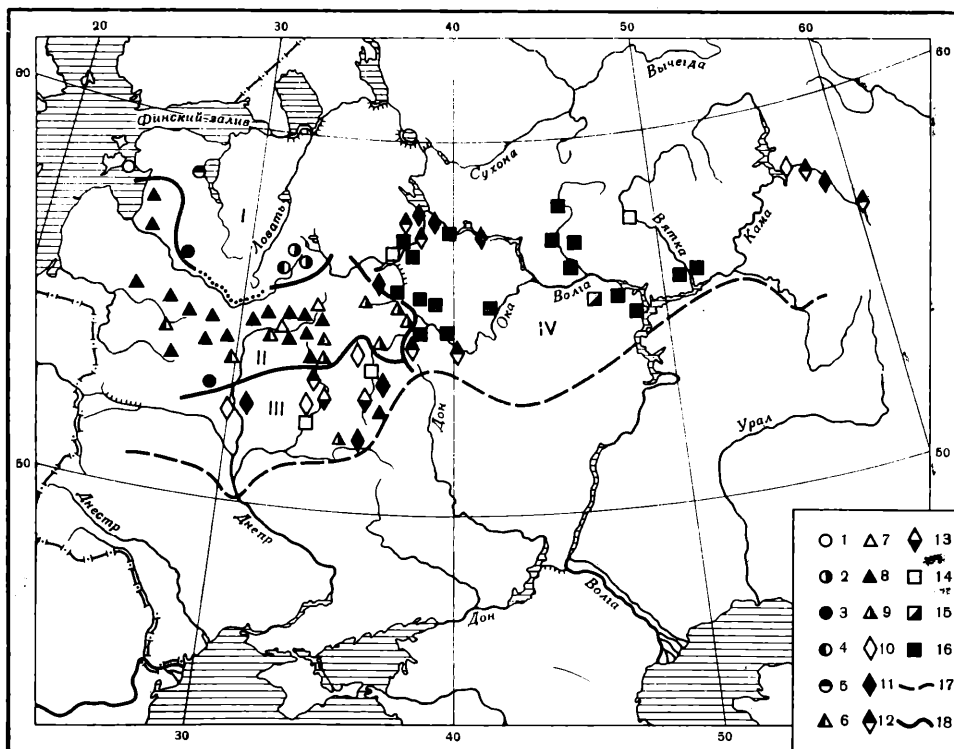 20 30 40 50 60
60 60
Вычегда
Финский-залив
Сухона
I
Ловать
Вятка
Кама
Волга
Ока
IV
II
III
Дон
Урал
50 50
Днестр
Днепр
Волга
Дон
30 40 50 60
1 7 13
2 8 14
3 9 15
4 10 16
5 11 17
6 12 18